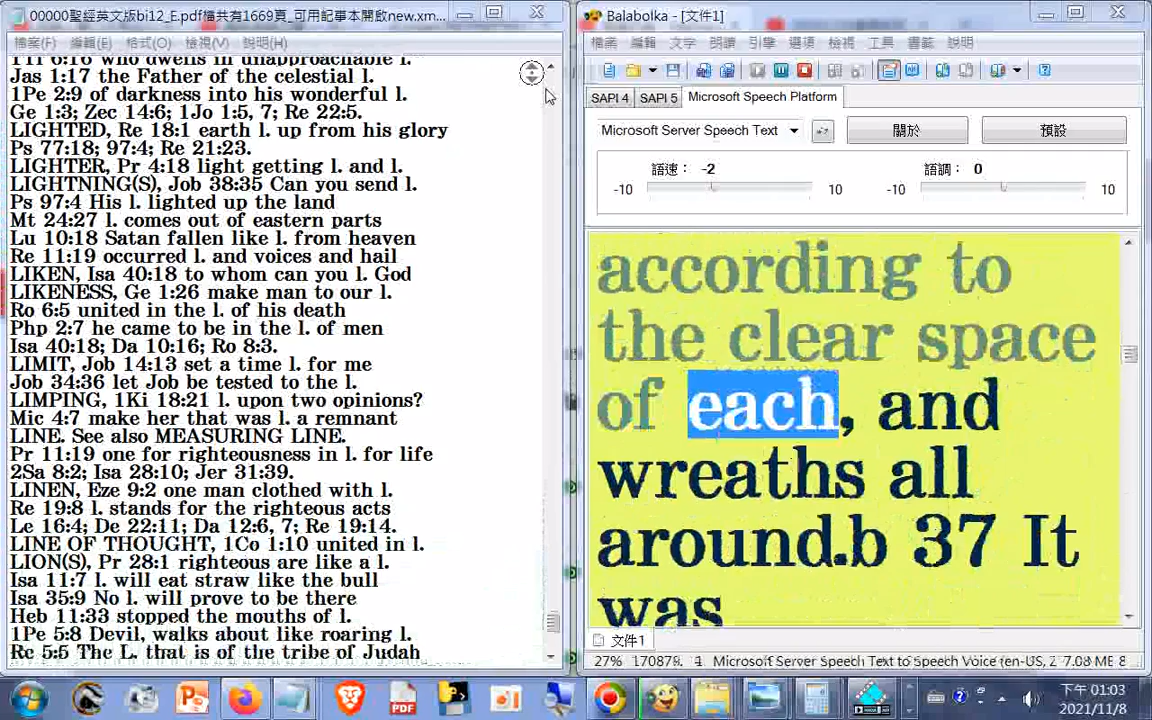 00000聖經英文版bi12_E.pdf檔共有1669頁_可用記事本開啟new.xm...
檔案(F) 編輯(E) 格式(O) 檢視(V) 說明(H)
1Ti 6:16 who dwells in unapproachable l.
Jas 1:17 the Father of the celestial l.
1Pe 2:9 of darkness into his wonderful l.
Ge 1:3; Zec 14:6; 1Jo 1:5, 7; Re 22:5.
LIGHTED, Re 18:1 earth l. up from his glory
Ps 77:18; 97:4; Re 21:23.
LIGHTER, Pr 4:18 light getting l. and l.
LIGHTNING(S), Job 38:35 Can you send l.
Ps 97:4 His l. lighted up the land
Mt 24:27 l. comes out of eastern parts
Lu 10:18 Satan fallen like l. from heaven
Re 11:19 occurred l. and voices and hail
LIKEN, Isa 40:18 to whom can you l. God
LIKENESS, Ge 1:26 make man to our l.
Ro 6:5 united in the l. of his death
Php 2:7 he came to be in the l. of men
Isa 40:18; Da 10:16; Ro 8:3.
LIMIT, Job 14:13 set a time l. for me
Job 34:36 let Job be tested to the l.
LIMPING, 1Ki 18:21 l. upon two opinions?
Mic 4:7 make her that was l. a remnant
LINE. See also MEASURING LINE.
Pr 11:19 one for righteousness in l. for life
2Sa 8:2; Isa 28:10; Jer 31:39.
LINEN, Eze 9:2 one man clothed with l.
Re 19:8 l. stands for the righteous acts
Le 16:4; De 22:11; Da 12:6, 7; Re 19:14.
LINE OF THOUGHT, 1Co 1:10 united in l.
LION(S), Pr 28:1 righteous are like a l.
Isa 11:7 l. will eat straw like the bull
Isa 35:9 No l. will prove to be there
Heb 11:33 stopped the mouths of l.
1Pe 5:8 Devil, walks about like roaring l.
Re 5:5 The L. that is of the tribe of Judah
Balabolka - [文件1]
檔案 編輯 文字 朗讀 引擎 選項 檢視 工具 書籤 說明
SAPI 4 SAPI 5 Microsoft Speech Platform
Microsoft Server Speech Text 關於 預設
語速: -2 語調: 0
-10 10 -10 10
according to
the clear space
of each, and
wreaths all
around.b 37 It
was
文件1
27% Microsoft Server Speech Text to Speech Voice (en-US, 7.08 MB
PDF
下午 01:03
2021/11/8